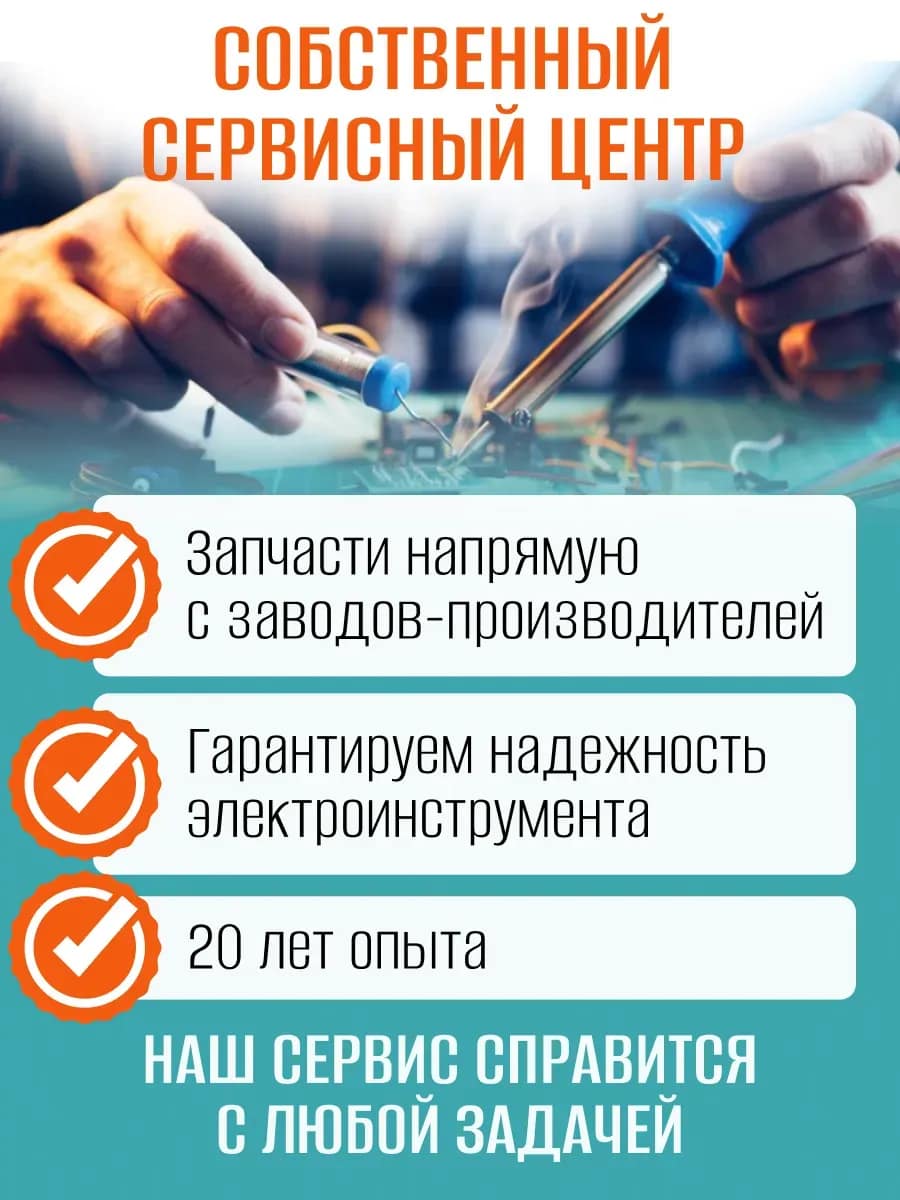 СОБСТВЕННЫЙ
СЕРВИСНЫЙ ЦЕНТР
Запчасти напрямую
с заводов-производителей
Гарантируем надежность
электроинструмента
20 лет опыта
НАШ СЕРВИС СПРАВИТСЯ
С ЛЮБОЙ ЗАДАЧЕЙ